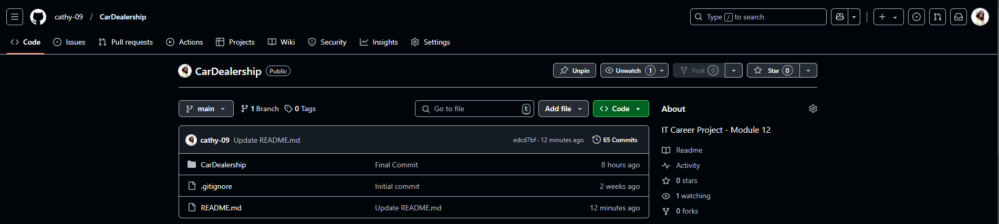 cathy-09 / CarDealership
Type / to search
Code Issues Pull requests Actions Projects Wiki Security Insights Settings
CarDealership Public
Unpin Unwatch 1 Fork 0 Star 0
main 1 Branch 0 Tags Go to file t Add file Code
cathy-09 Update README.md edcd7bf · 12 minutes ago 65 Commits
CarDealership Final Commit 8 hours ago
.gitignore Initial commit 2 weeks ago
README.md Update README.md 12 minutes ago
About
IT Career Project - Module 12
Readme
Activity
0 stars
1 watching
0 forks